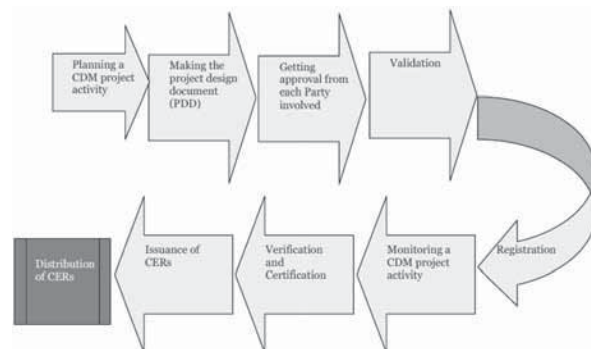 Planning a
CDM project
activity
Making the
project design
document
(PDD)
Getting
approval from
each Party
involved
Validation
Registration
Monitoring a
CDM project
activity
Verification
and
Certification
Issuance of
CERs
Distribution
of CERs